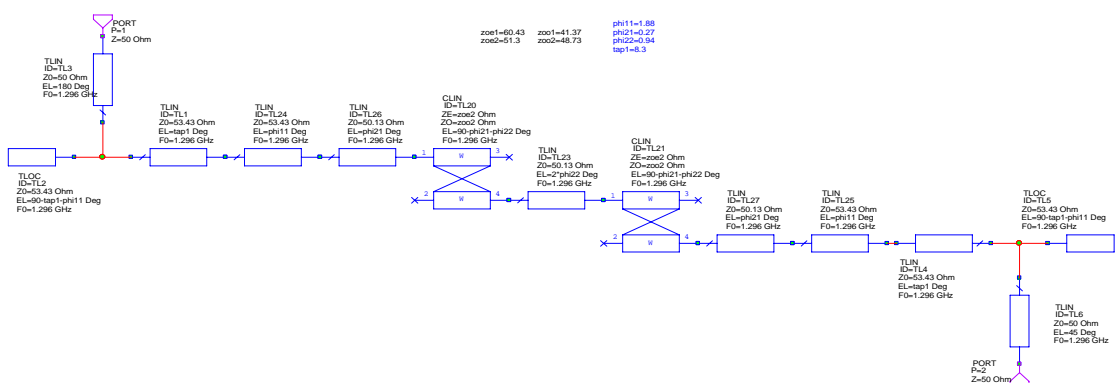 PORT
P=1
Z=50 Ohm
zoe1=60.43 zoo1=41.37
zoe2=51.3 zoo2=48.73
phi11=1.88
phi21=0.27
phi22=0.94
tap1=8.3
TLIN
ID=TL3
Z0=50 Ohm
EL=180 Deg
F0=1.296 GHz
TLIN
ID=TL1
Z0=53.43 Ohm
EL=tap1 Deg
F0=1.296 GHz
TLIN
ID=TL24
Z0=53.43 Ohm
EL=phi11 Deg
F0=1.296 GHz
TLIN
ID=TL26
Z0=50.13 Ohm
EL=phi21 Deg
F0=1.296 GHz
CLIN
ID=TL20
ZE=zoe2 Ohm
ZO=zoo2 Ohm
EL=90-phi21-phi22 Deg
F0=1.296 GHz
1
W
3
2
W
4
TLOC
ID=TL2
Z0=53.43 Ohm
EL=90-tap1-phi11 Deg
F0=1.296 GHz
TLIN
ID=TL23
Z0=50.13 Ohm
EL=2*phi22 Deg
F0=1.296 GHz
CLIN
ID=TL21
ZE=zoe2 Ohm
ZO=zoo2 Ohm
EL=90-phi21-phi22 Deg
F0=1.296 GHz
1
W
3
2
W
4
TLIN
ID=TL27
Z0=50.13 Ohm
EL=phi21 Deg
F0=1.296 GHz
TLIN
ID=TL25
Z0=53.43 Ohm
EL=phi11 Deg
F0=1.296 GHz
TLOC
ID=TL5
Z0=53.43 Ohm
EL=90-tap1-phi11 Deg
F0=1.296 GHz
TLIN
ID=TL4
Z0=53.43 Ohm
EL=tap1 Deg
F0=1.296 GHz
TLIN
ID=TL6
Z0=50 Ohm
EL=45 Deg
F0=1.296 GHz
PORT
P=2
Z=50 Ohm